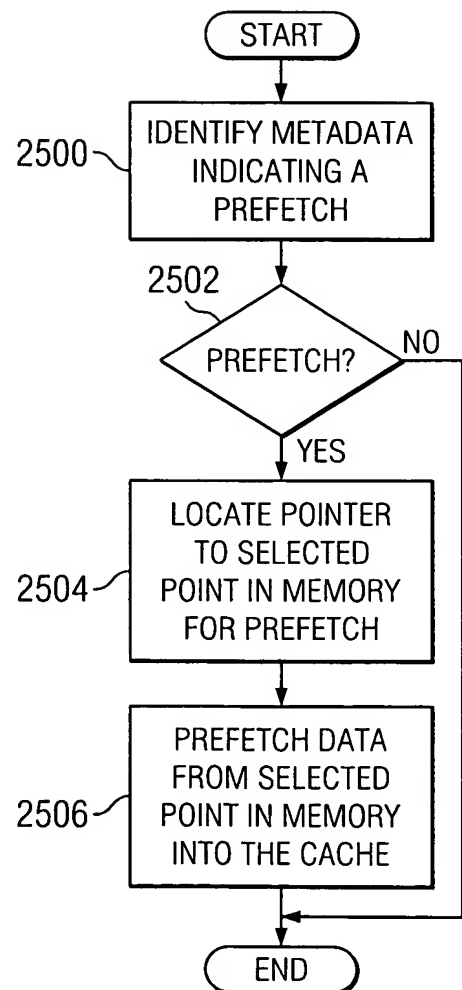 START
2500
IDENTIFY METADATA
INDICATING A
PREFETCH
2502
PREFETCH?
NO
YES
2504
LOCATE POINTER
TO SELECTED
POINT IN MEMORY
FOR PREFETCH
2506
PREFETCH DATA
FROM SELECTED
POINT IN MEMORY
INTO THE CACHE
END